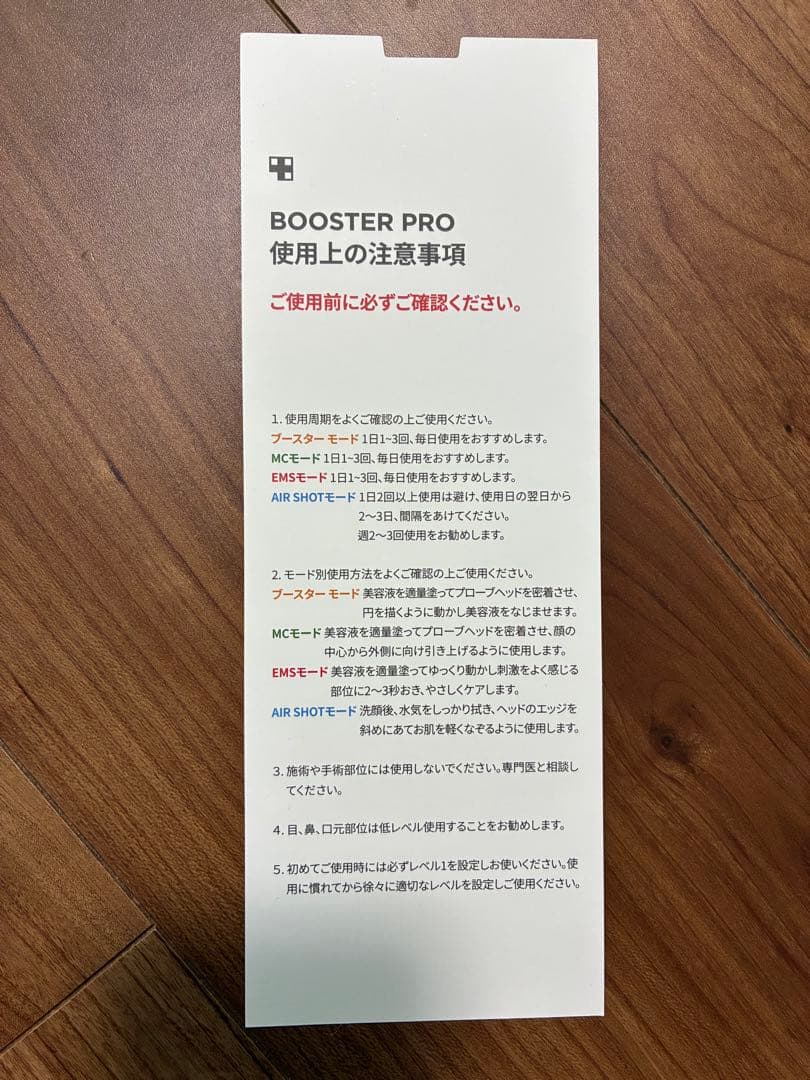 BOOSTER PRO
使用上の注意事項
ご使用前に必ずご確認ください。
1. 使用周期をよくご確認の上ご使用ください。
ブースター モード 1日1~3回、毎日使用をおすすめします。
MCモード 1日1~3回、毎日使用をおすすめします。
EMSモード 1日1~3回、毎日使用をおすすめします。
AIR SHOTモード 1日2回以上使用は避け、使用日の翌日から
2〜3日、間隔をあけてください。
週2〜3回使用をお勧めします。
2. モード別使用方法をよくご確認の上ご使用ください。
ブースター モード 美容液を適量塗ってプローブヘッドを密着させ、
円を描くように動かし美容液をなじませます。
MCモード 美容液を適量塗ってプローブヘッドを密着させ、顔の
中心から外側に向け引き上げるように使用します。
EMSモード 美容液を適量塗ってゆっくり動かし刺激をよく感じる
部位に2〜3秒おき、やさしくケアします。
AIR SHOTモード 洗顔後、水気をしっかり拭き、ヘッドのエッジを
斜めにあてお肌を軽くなぞるように使用します。
3. 施術や手術部位には使用しないでください。専門医と相談し
てください。
4. 目、鼻、口元部位は低レベル使用することをお勧めします。
5. 初めてご使用時には必ずレベル1を設定しお使いください。使
用に慣れてから徐々に適切なレベルを設定しご使用ください。